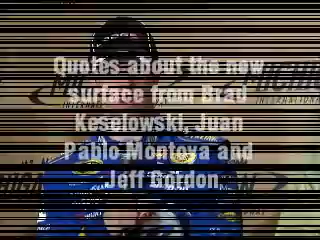 Quotes about the new
surface from Brad
Keselowski, Juan
Pablo Montoya and
Jeff Gordon